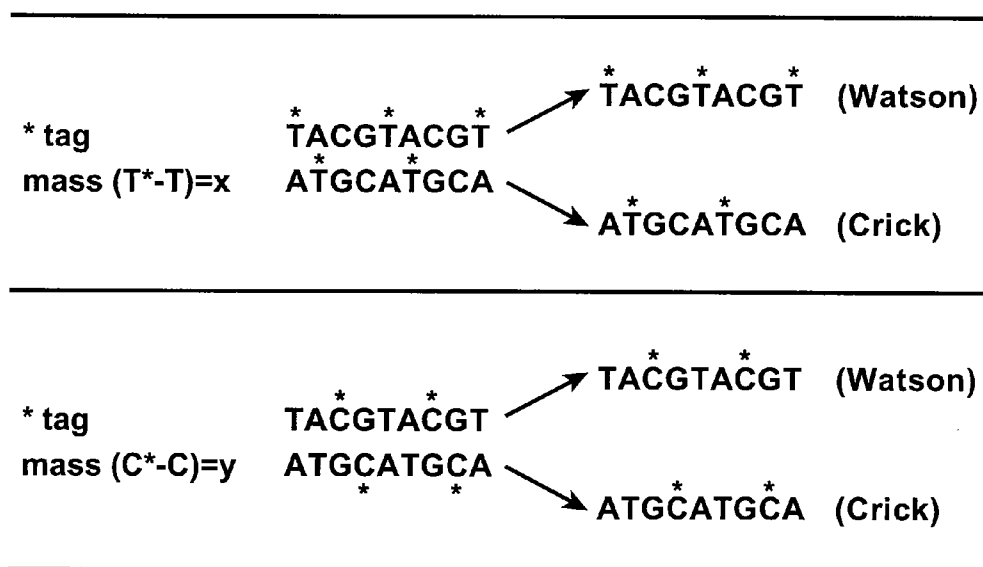 * * *
TACGTACGT (Watson)
* * *
* tag TACGTACGT
* *
mass (T*-T)=x ATGCATGCA
* *
ATGCATGCA (Crick)
* *
TACGTACGT (Watson)
* *
* tag TACGTACGT
mass (C*-C)=y ATGCATGCA
* *
* *
ATGCATGCA (Crick)